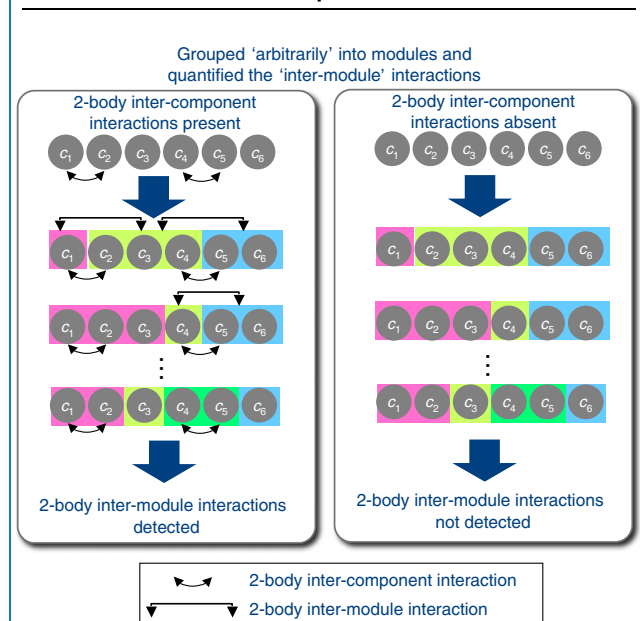 Grouped ‘arbitrarily’ into modules and
quantified the ‘inter-module’ interactions
2-body inter-component
interactions present
c1 c2 c3 c4 c5 c6
c1 c2 c3 c4 c5 c6
c1 c2 c3 c4 c5 c6
⋮
c1 c2 c3 c4 c5 c6
2-body inter-module interactions
detected
2-body inter-component
interactions absent
c1 c2 c3 c4 c5 c6
c1 c2 c3 c4 c5 c6
c1 c2 c3 c4 c5 c6
⋮
c1 c2 c3 c4 c5 c6
2-body inter-module interactions
not detected
2-body inter-component interaction
2-body inter-module interaction